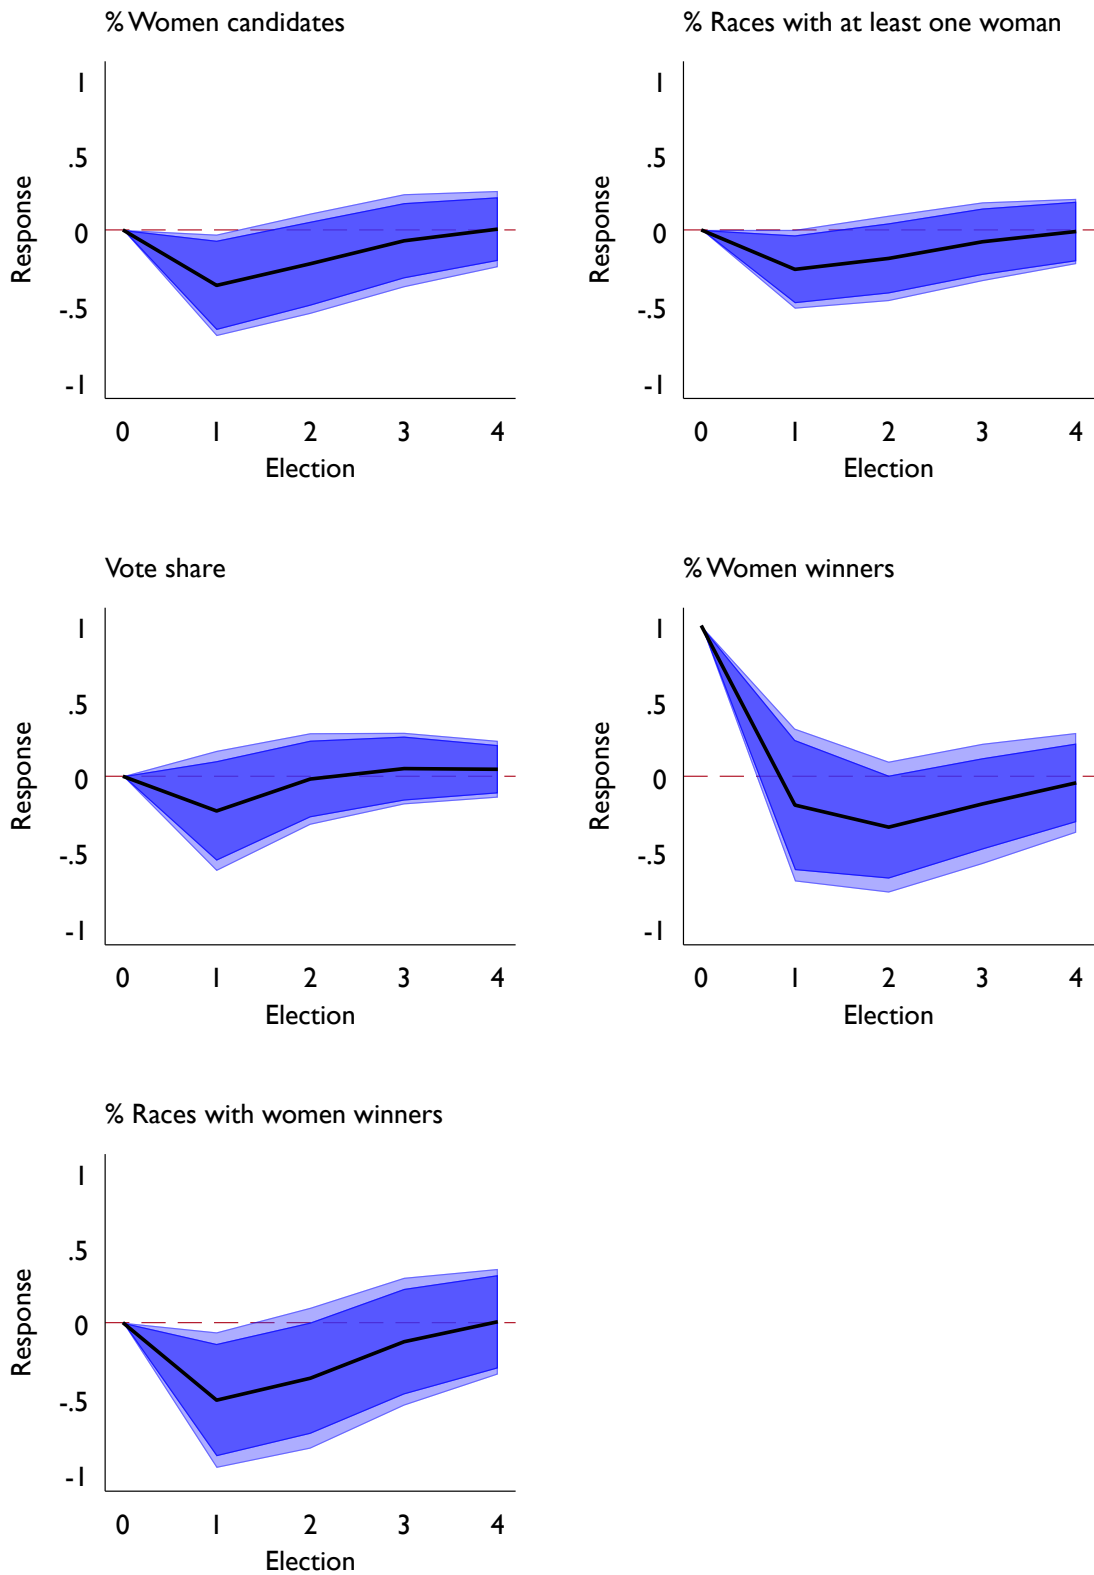 % Women candidates
1
.5
0
-.5
-1
Response
0 1 2 3 4
Election
% Races with at least one woman
1
.5
0
-.5
-1
Response
0 1 2 3 4
Election
Vote share
1
.5
0
-.5
-1
Response
0 1 2 3 4
Election
% Women winners
1
.5
0
-.5
-1
Response
0 1 2 3 4
Election
% Races with women winners
1
.5
0
-.5
-1
Response
0 1 2 3 4
Election